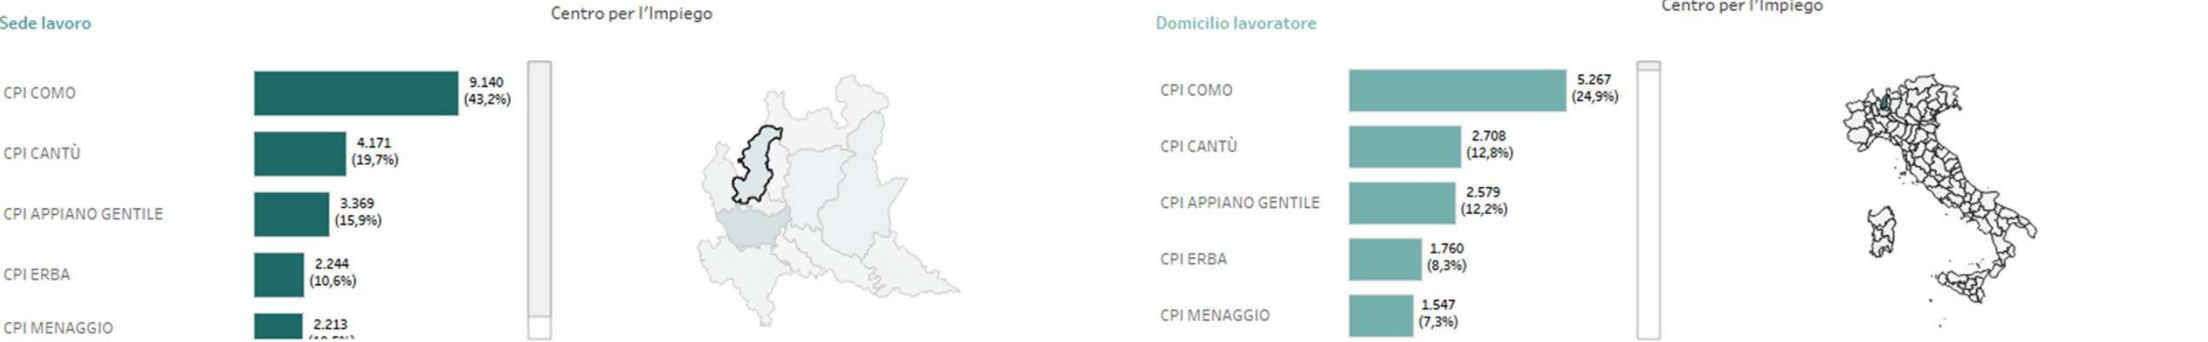 Sede lavoro
Centro per l'Impiego
CPI COMO
9.140
(43,2%)
CPI CANTÙ
4.171
(19,7%)
CPI APPIANO GENTILE
3.369
(15,9%)
CPI ERBA
2.244
(10,6%)
CPI MENAGGIO
2.213
Domicilio lavoratore
Centro per l'Impiego
CPI COMO
5.267
(24,9%)
CPI CANTÙ
2.708
(12,8%)
CPI APPIANO GENTILE
2.579
(12,2%)
CPI ERBA
1.760
(8,3%)
CPI MENAGGIO
1.547
(7,3%)